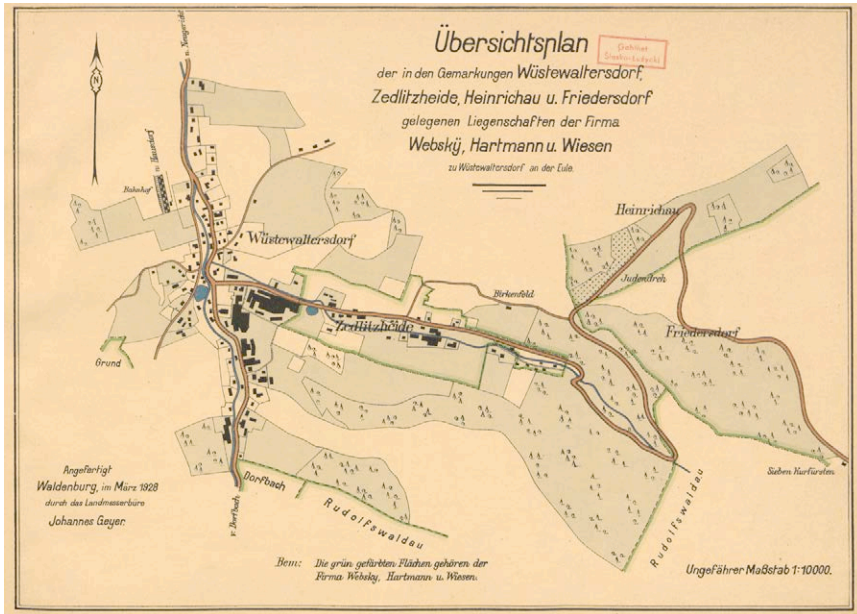 Übersichtsplan
der in den Gemarkungen Wüstewaltersdorf,
Zedlitzheide, Heinrichau u. Friedersdorf
gelegenen Liegenschaften der Firma
Webskÿ, Hartmann u. Wiesen
zu Wüstewaltersdorf an der Eule.
N
Bahnhof
Wüstewaltersdorf
Heinrichau
Judendreh
Birkenfeld
Zedlitzheide
Friedersdorf
Grund
Sieben Kurfürsten
Dorfbach
Rudolfswaldau
Rudolfswaldau
v. Dorfbach
Angefertigt
Waldenburg, im März 1928
durch das Landmesserbüro
Johannes Geyer.
Bem: Die grün gefärbten Flächen gehören der
Firma Websky, Hartmann u. Wiesen.
Ungefährer Maßstab 1:10000.